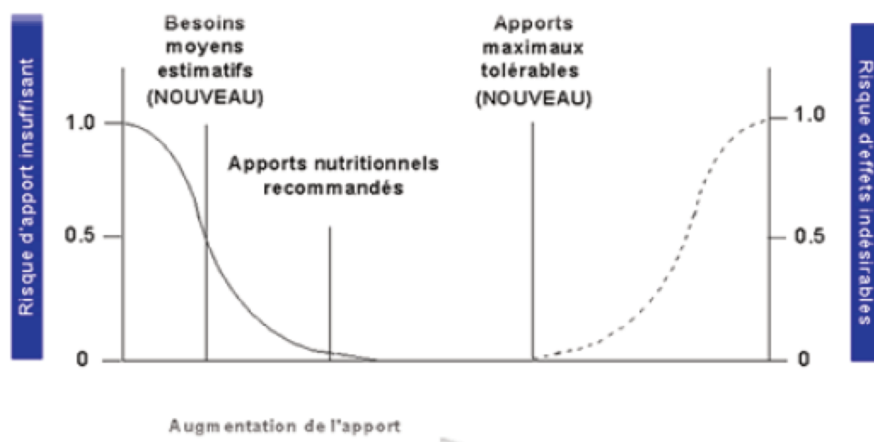 Besoins
moyens
estimatifs
(NOUVEAU)
Apports
maximaux
tolérables
(NOUVEAU)
Risque d'apport insuffisant
Risque d'effets indésirables
1.0
1.0
Apports nutritionnels
recommandés
0.5
0.5
0
0
Augmentation de l'apport